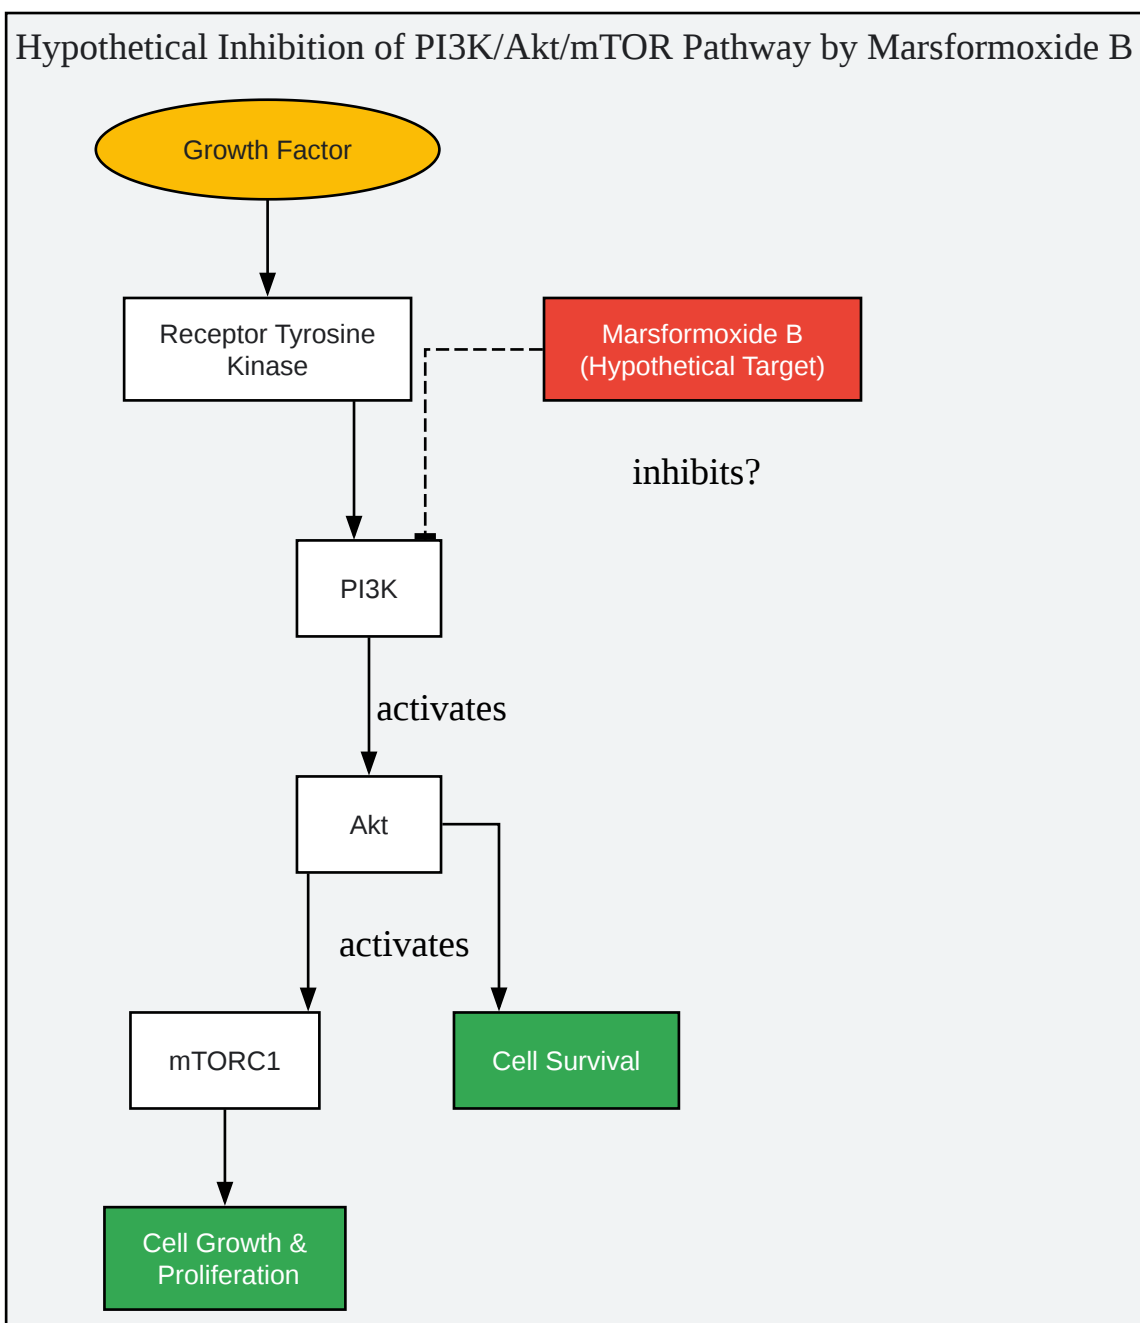 Hypothetical Inhibition of PI3K/Akt/mTOR Pathway by Marsformoxide B
Growth Factor
Receptor Tyrosine
Kinase
Marsformoxide B
(Hypothetical Target)
inhibits?
PI3K
activates
Akt
activates
mTORC1
Cell Survival
Cell Growth &
Proliferation